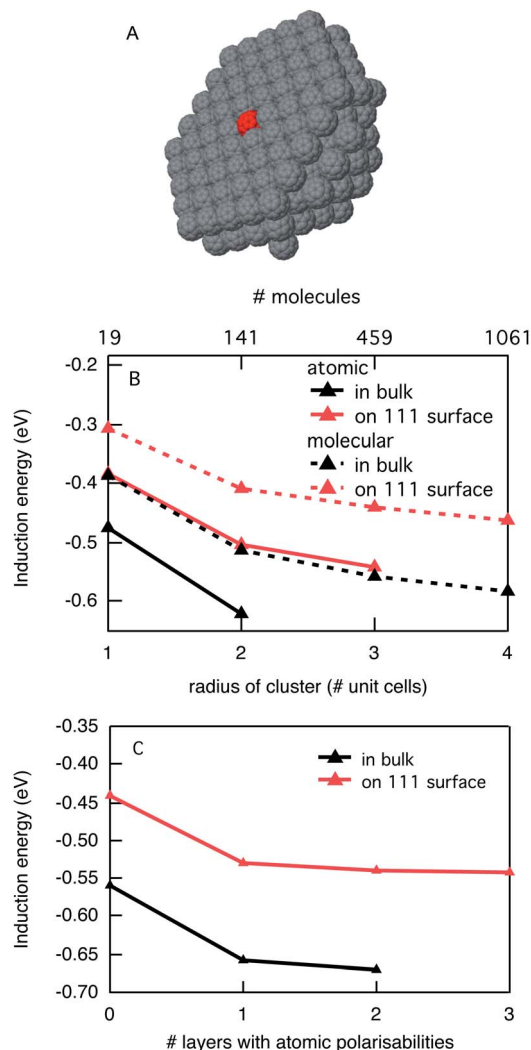 A
# molecules
19 141 459 1061
-0.2
-0.3
-0.4
-0.5
-0.6
Induction energy (eV)
B
atomic
in bulk
on 111 surface
molecular
in bulk
on 111 surface
1 2 3 4
radius of cluster (# unit cells)
-0.35
-0.40
-0.45
-0.50
-0.55
-0.60
-0.65
-0.70
Induction energy (eV)
C
in bulk
on 111 surface
0 1 2 3
# layers with atomic polarisabilities